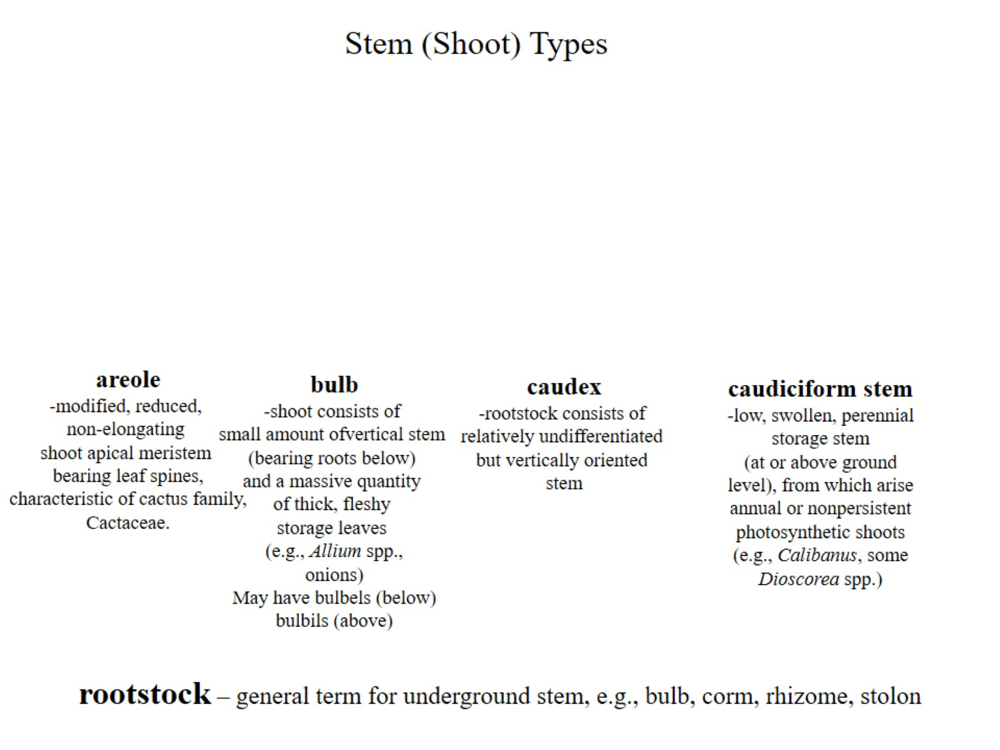 Stem (Shoot) Types
areole
-modified, reduced,
non-elongating
shoot apical meristem
bearing leaf spines,
characteristic of cactus family,
Cactaceae.
bulb
-shoot consists of
small amount ofvertical stem
(bearing roots below)
and a massive quantity
of thick, fleshy
storage leaves
(e.g., Allium spp.,
onions)
May have bulbels (below)
bulbils (above)
caudex
-rootstock consists of
relatively undifferentiated
but vertically oriented
stem
caudiciform stem
-low, swollen, perennial
storage stem
(at or above ground
level), from which arise
annual or nonpersistent
photosynthetic shoots
(e.g., Calibanus, some
Dioscorea spp.)
rootstock – general term for underground stem, e.g., bulb, corm, rhizome, stolon